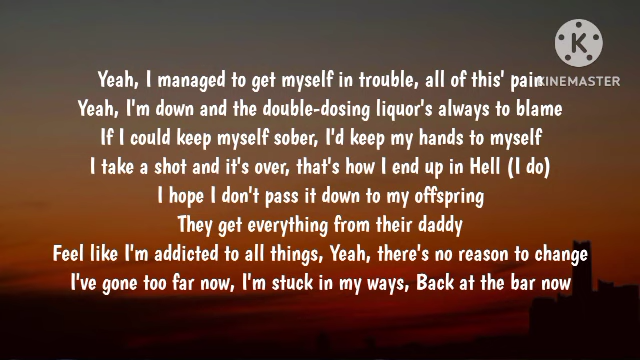 KINEMASTER
Yeah, I managed to get myself in trouble, all of this' pain
Yeah, I'm down and the double-dosing liquor's always to blame
If I could keep myself sober, I'd keep my hands to myself
I take a shot and it's over, that's how I end up in Hell (I do)
I hope I don't pass it down to my offspring
They get everything from their daddy
Feel like I'm addicted to all things, Yeah, there's no reason to change
I've gone too far now, I'm stuck in my ways, Back at the bar now